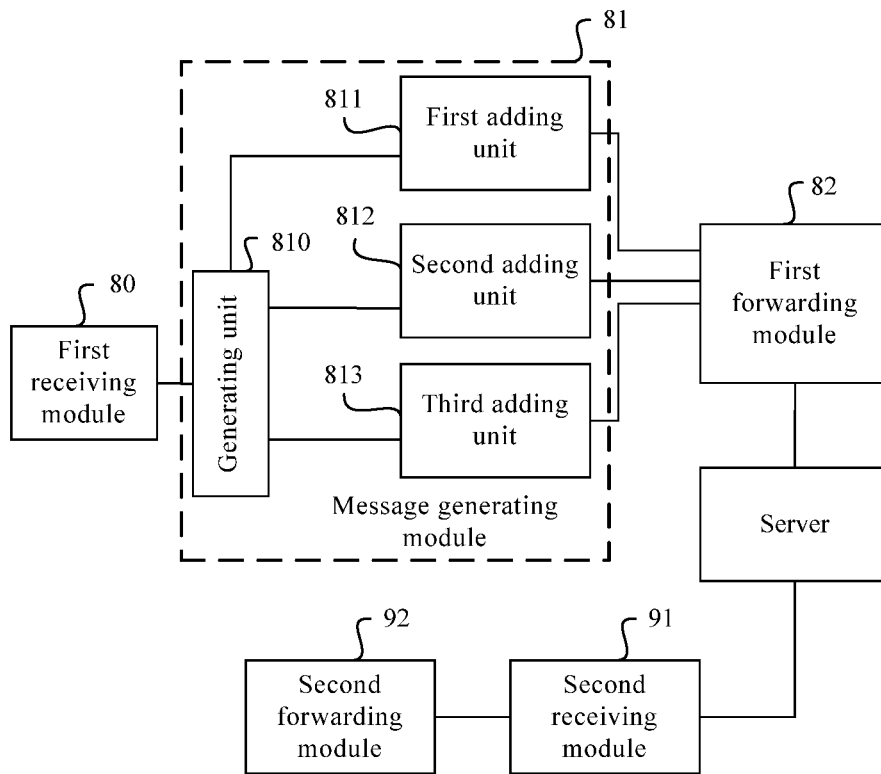 81
811
First adding
unit
82
812
810
Second adding
unit
First
forwarding
module
80
Generating unit
First
receiving
module
813
Third adding
unit
Message generating
module
Server
92
91
Second
forwarding
module
Second
receiving
module